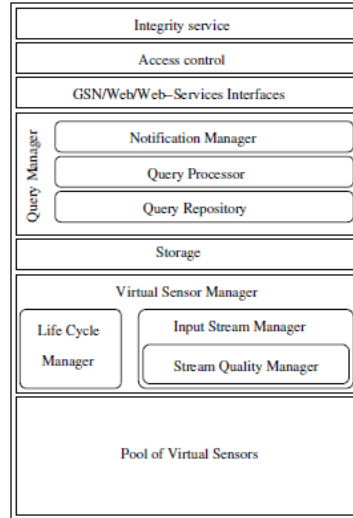 Integrity service
Access control
GSN/Web/Web–Services Interfaces
Query Manager
Notification Manager
Query Processor
Query Repository
Storage
Virtual Sensor Manager
Life Cycle
Manager
Input Stream Manager
Stream Quality Manager
Pool of Virtual Sensors